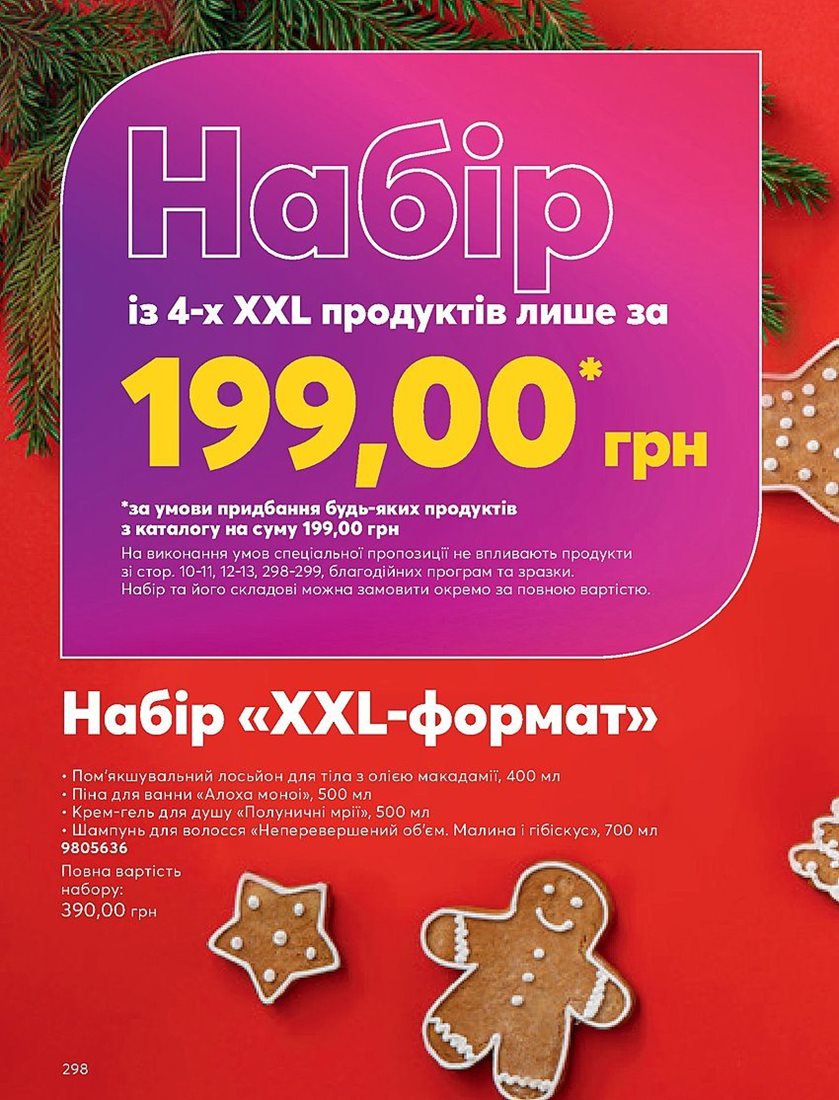 Набір
із 4-х XXL продуктів лише за
199,00* грн
*за умови придбання будь-яких продуктів
з каталогу на суму 199,00 грн
На виконання умов спеціальної пропозиції не впливають продукти
зі стор. 10-11, 12-13, 298-299, благодійних програм та зразки.
Набір та його складові можна замовити окремо за повною вартістю.
Набір «XXL-формат»
• Пом'якшувальний лосьйон для тіла з олією макадамії, 400 мл
• Піна для ванни «Алоха моної», 500 мл
• Крем-гель для душу «Полуничні мрії», 500 мл
• Шампунь для волосся «Неперевершений об'єм. Малина і гібіскус», 700 мл
9805636
Повна вартість
набору:
390,00 грн
298